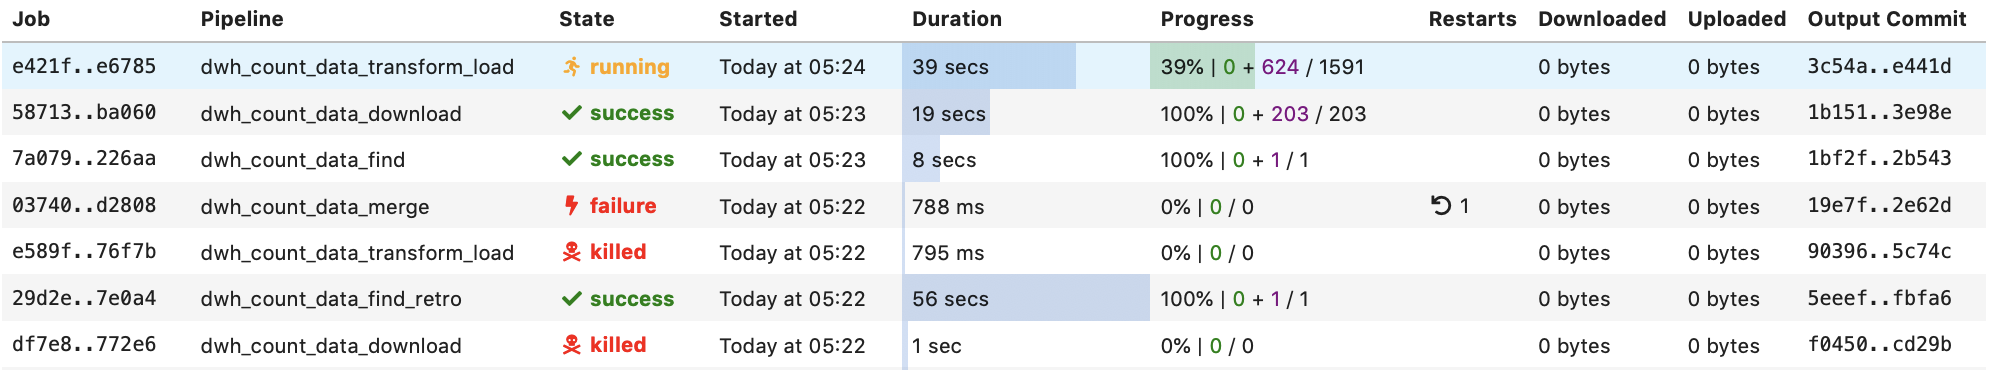 Job Pipeline State Started Duration Progress Restarts Downloaded Uploaded Output Commit
e421f..e6785 dwh_count_data_transform_load running Today at 05:24 39 secs 39% | 0 + 624 / 1591 0 bytes 0 bytes 3c54a..e441d
58713..ba060 dwh_count_data_download success Today at 05:23 19 secs 100% | 0 + 203 / 203 0 bytes 0 bytes 1b151..3e98e
7a079..226aa dwh_count_data_find success Today at 05:23 8 secs 100% | 0 + 1 / 1 0 bytes 0 bytes 1bf2f..2b543
03740..d2808 dwh_count_data_merge failure Today at 05:22 788 ms 0% | 0 / 0 1 0 bytes 0 bytes 19e7f..2e62d
e589f..76f7b dwh_count_data_transform_load killed Today at 05:22 795 ms 0% | 0 / 0 0 bytes 0 bytes 90396..5c74c
29d2e..7e0a4 dwh_count_data_find_retro success Today at 05:22 56 secs 100% | 0 + 1 / 1 0 bytes 0 bytes 5eeef..fbfa6
df7e8..772e6 dwh_count_data_download killed Today at 05:22 1 sec 0% | 0 / 0 0 bytes 0 bytes f0450..cd29b